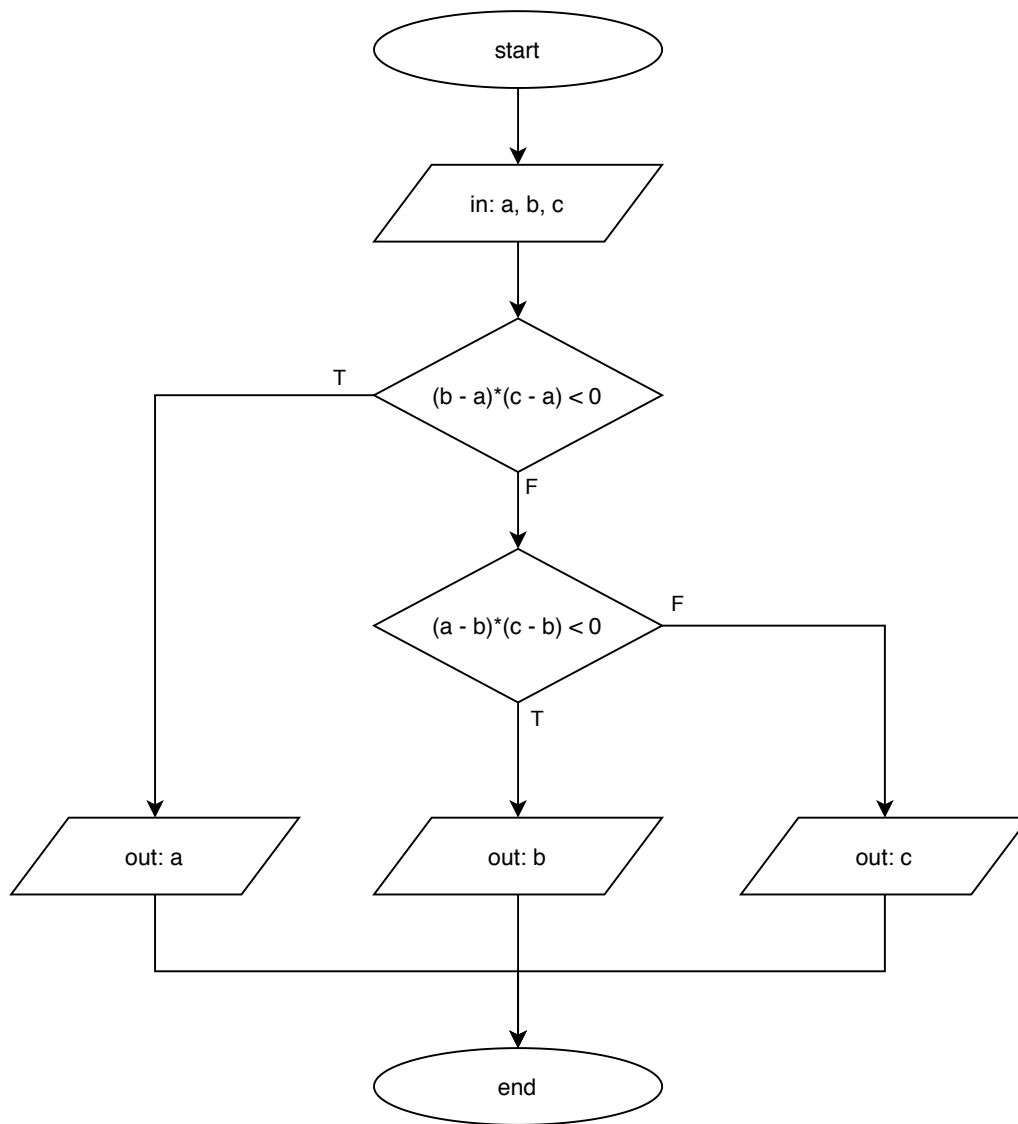 start
in: a, b, c
T
(b - a)*(c - a) < 0
F
(a - b)*(c - b) < 0
F
T
out: a
out: b
out: c
end